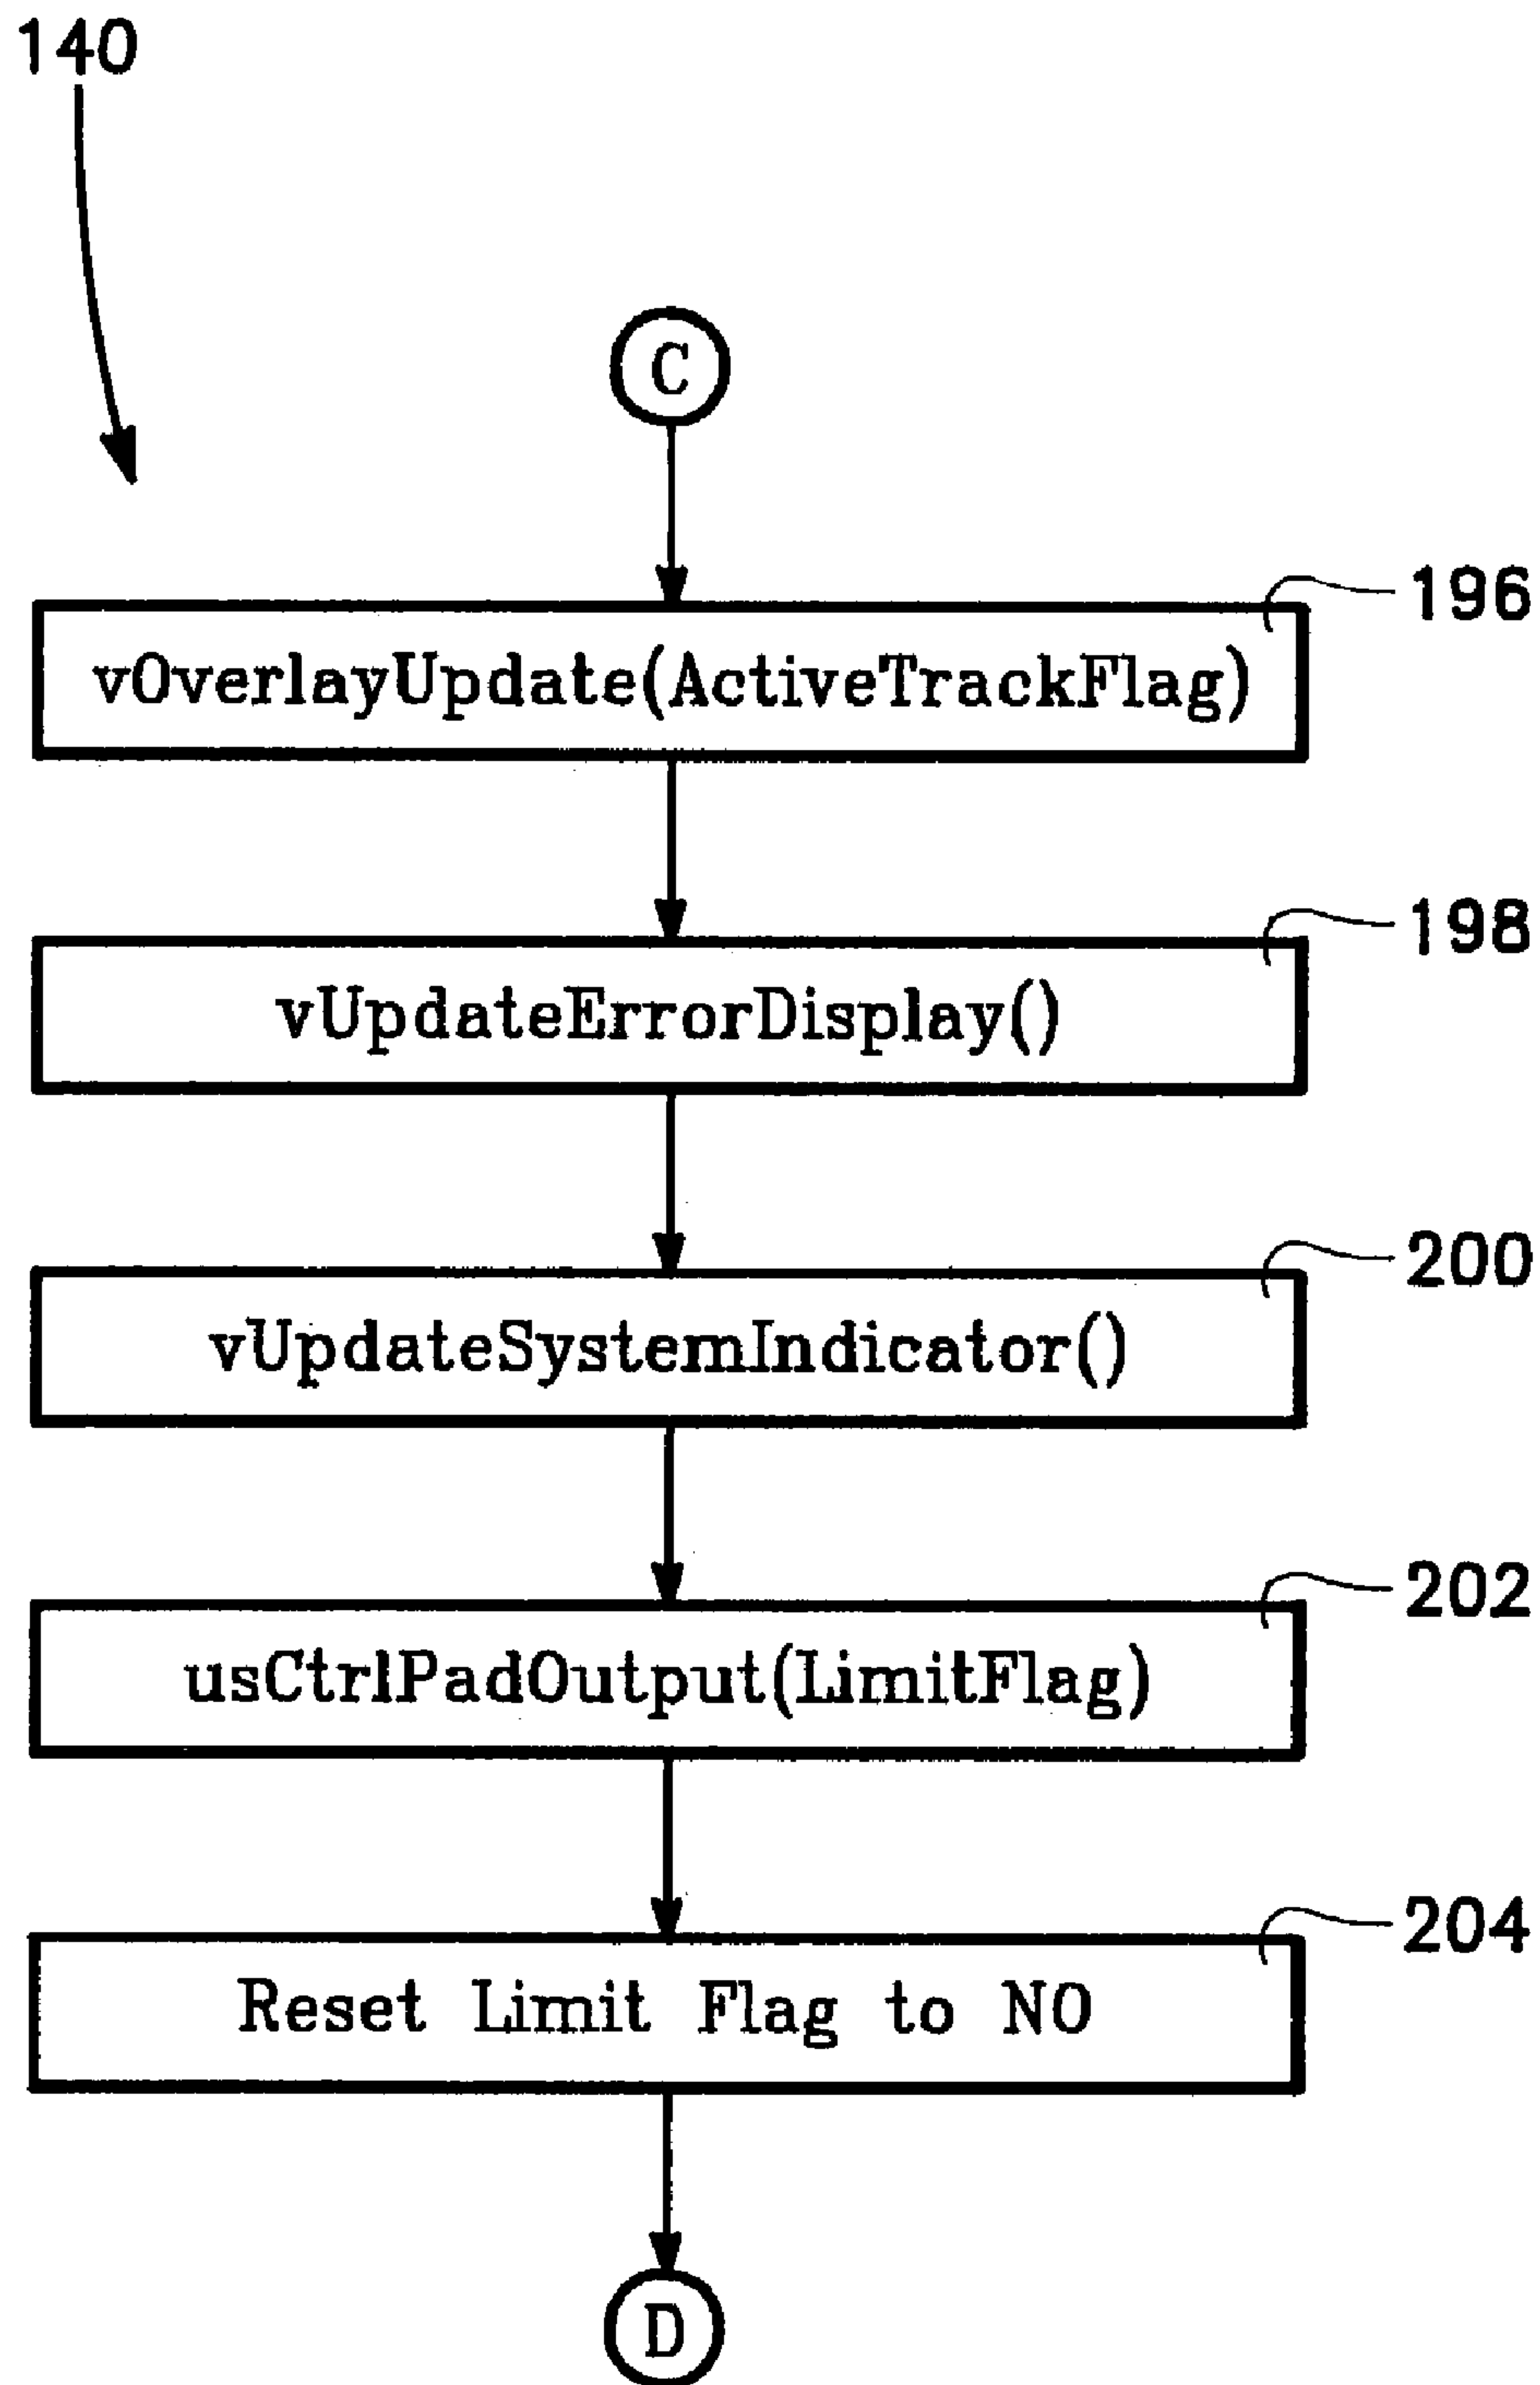 140
C
196
vOverlayUpdate(ActiveTrackFlag)
198
vUpdateErrorDisplay()
200
vUpdateSystemIndicator()
202
usCtrlPadOutput(LimitFlag)
204
Reset Limit Flag to NO
D